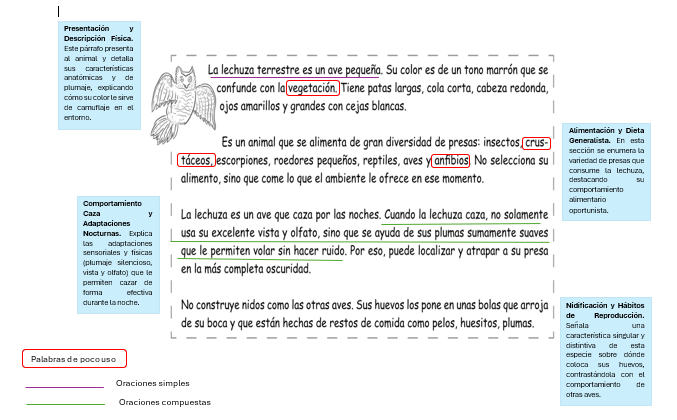 Presentación y
Descripción Física.
Este párrafo presenta
al animal y detalla
sus características
anatómicas y de
plumaje, explicando
cómo su color le sirve
de camuflaje en el
entorno.
La lechuza terrestre es un ave pequeña. Su color es de un tono marrón que se
confunde con la vegetación. Tiene patas largas, cola corta, cabeza redonda,
ojos amarillos y grandes con cejas blancas.
Es un animal que se alimenta de gran diversidad de presas: insectos, crus-
táceos, escorpiones, roedores pequeños, reptiles, aves y anfibios. No selecciona su
alimento, sino que come lo que el ambiente le ofrece en ese momento.
Alimentación y Dieta
Generalista. En esta
sección se enumera la
variedad de presas que
consume la lechuza,
destacando su
comportamiento
alimentario
oportunista.
Comportamiento
Caza y
Adaptaciones
Nocturnas. Explica
las adaptaciones
sensoriales y físicas
(plumaje silencioso,
vista y olfato) que le
permiten cazar de
forma efectiva
durante la noche.
La lechuza es un ave que caza por las noches. Cuando la lechuza caza, no solamente
usa su excelente vista y olfato, sino que se ayuda de sus plumas sumamente suaves
que le permiten volar sin hacer ruido. Por eso, puede localizar y atrapar a su presa
en la más completa oscuridad.
No construye nidos como las otras aves. Sus huevos los pone en unas bolas que arroja
de su boca y que están hechas de restos de comida como pelos, huesitos, plumas.
Nidificación y Hábitos
de Reproducción.
Señala una
característica singular y
distintiva de esta
especie sobre dónde
coloca sus huevos,
contrastándola con el
comportamiento de
otras aves.
Palabras de poco uso
Oraciones simples
Oraciones compuestas